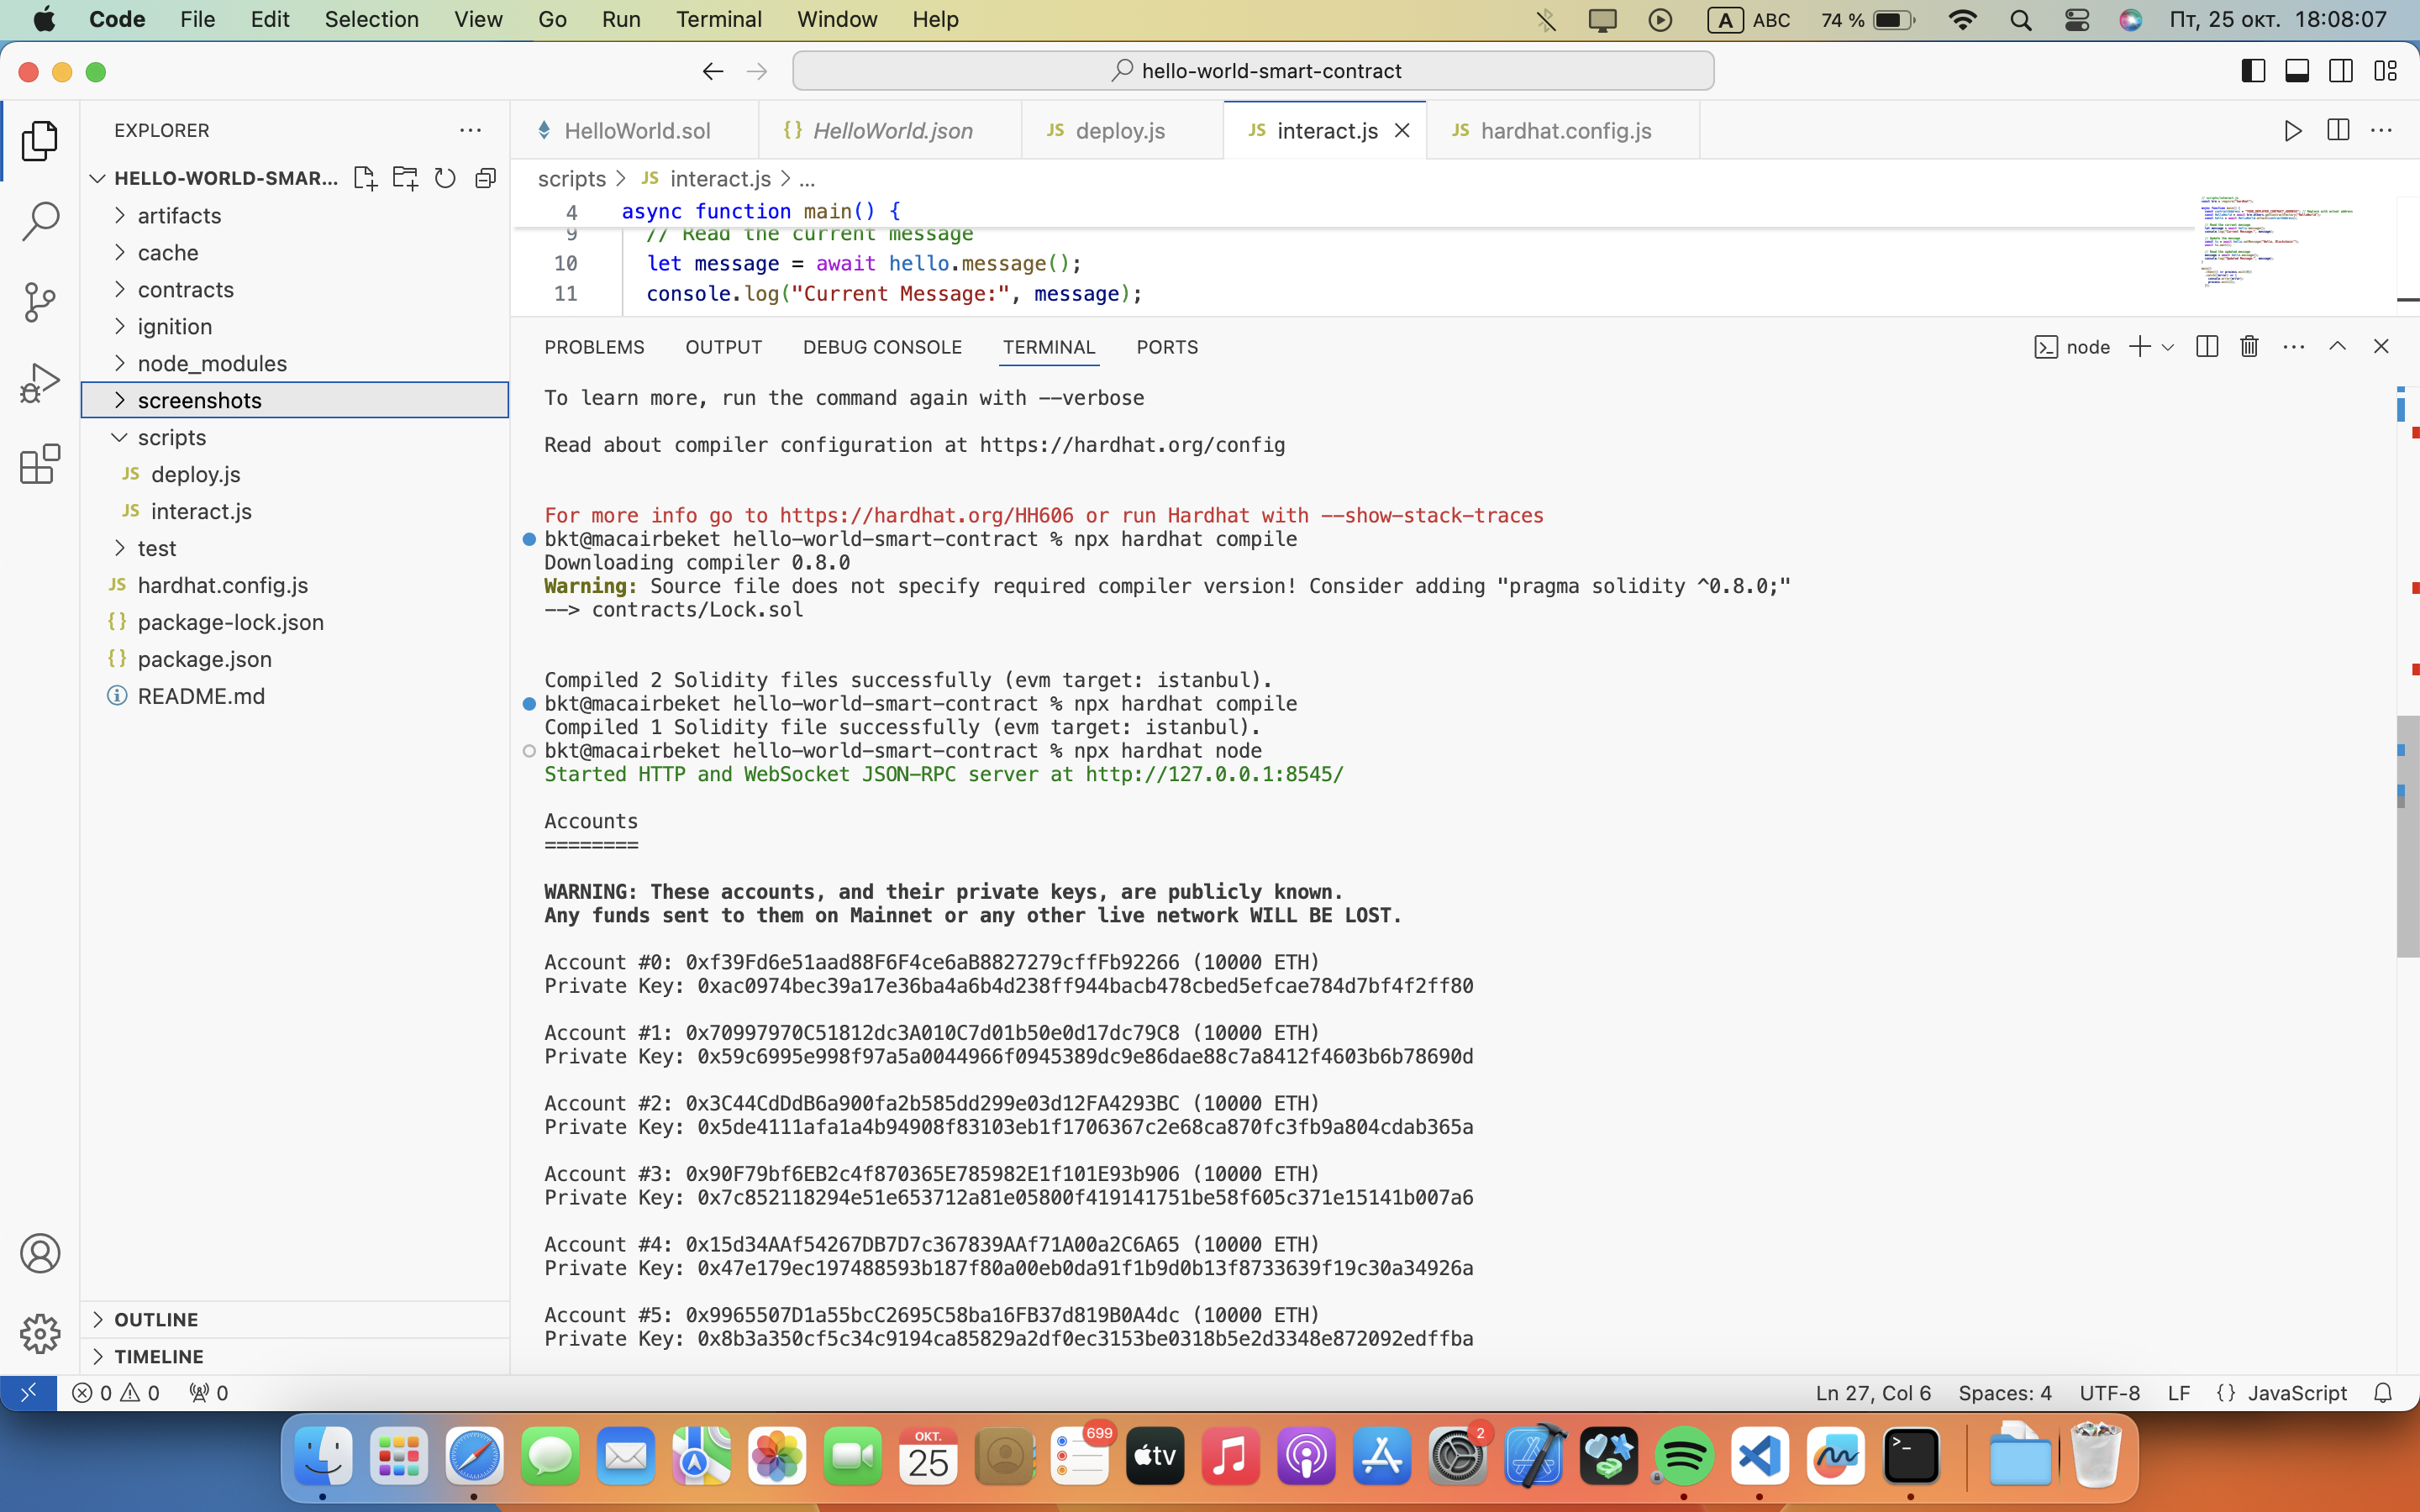 Code File Edit Selection View Go Run Terminal Window Help A ABC 74 % Пт, 25 окт. 18:08:07
hello-world-smart-contract
EXPLORER
HELLO-WORLD-SMAR...
artifacts
cache
contracts
ignition
node_modules
screenshots
scripts
JS deploy.js
JS interact.js
test
JS hardhat.config.js
{} package-lock.json
{} package.json
README.md
OUTLINE
TIMELINE
HelloWorld.sol {} HelloWorld.json JS deploy.js JS interact.js JS hardhat.config.js
scripts > JS interact.js > ...
4 async function main() {
9 // Read the current message
10 let message = await hello.message();
11 console.log("Current Message:", message);
PROBLEMS OUTPUT DEBUG CONSOLE TERMINAL PORTS node
To learn more, run the command again with --verbose
Read about compiler configuration at https://hardhat.org/config
For more info go to https://hardhat.org/HH606 or run Hardhat with --show-stack-traces
bkt@macairbeket hello-world-smart-contract % npx hardhat compile
Downloading compiler 0.8.0
Warning: Source file does not specify required compiler version! Consider adding "pragma solidity ^0.8.0;"
--> contracts/Lock.sol
Compiled 2 Solidity files successfully (evm target: istanbul).
bkt@macairbeket hello-world-smart-contract % npx hardhat compile
Compiled 1 Solidity file successfully (evm target: istanbul).
bkt@macairbeket hello-world-smart-contract % npx hardhat node
Started HTTP and WebSocket JSON-RPC server at http://127.0.0.1:8545/
Accounts
========
WARNING: These accounts, and their private keys, are publicly known.
Any funds sent to them on Mainnet or any other live network WILL BE LOST.
Account #0: 0xf39Fd6e51aad88F6F4ce6aB8827279cffFb92266 (10000 ETH)
Private Key: 0xac0974bec39a17e36ba4a6b4d238ff944bacb478cbed5efcae784d7bf4f2ff80
Account #1: 0x70997970C51812dc3A010C7d01b50e0d17dc79C8 (10000 ETH)
Private Key: 0x59c6995e998f97a5a0044966f0945389dc9e86dae88c7a8412f4603b6b78690d
Account #2: 0x3C44CdDdB6a900fa2b585dd299e03d12FA4293BC (10000 ETH)
Private Key: 0x5de4111afa1a4b94908f83103eb1f1706367c2e68ca870fc3fb9a804cdab365a
Account #3: 0x90F79bf6EB2c4f870365E785982E1f101E93b906 (10000 ETH)
Private Key: 0x7c852118294e51e653712a81e05800f419141751be58f605c371e15141b007a6
Account #4: 0x15d34AAf54267DB7D7c367839AAf71A00a2C6A65 (10000 ETH)
Private Key: 0x47e179ec197488593b187f80a00eb0da91f1b9d0b13f8733639f19c30a34926a
Account #5: 0x9965507D1a55bcC2695C58ba16FB37d819B0A4dc (10000 ETH)
Private Key: 0x8b3a350cf5c34c9194ca85829a2df0ec3153be0318b5e2d3348e872092edffba
0 0 0 Ln 27, Col 6 Spaces: 4 UTF-8 LF {} JavaScript
ОКТ.
25
699
tv
2